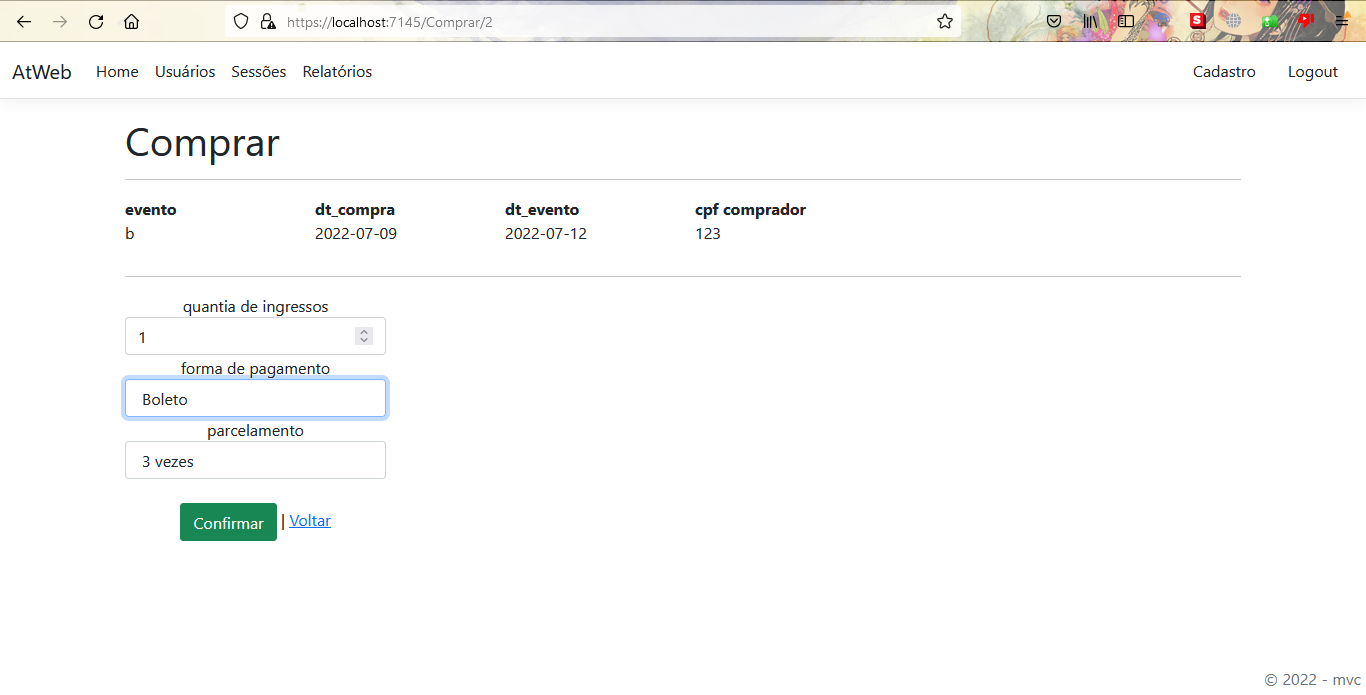 https://localhost:7145/Comprar/2
AtWeb Home Usuários Sessões Relatórios Cadastro Logout
Comprar
evento dt_compra dt_evento cpf comprador
b 2022-07-09 2022-07-12 123
quantia de ingressos
1
forma de pagamento
Boleto
parcelamento
3 vezes
Confirmar | Voltar
© 2022 - mvc